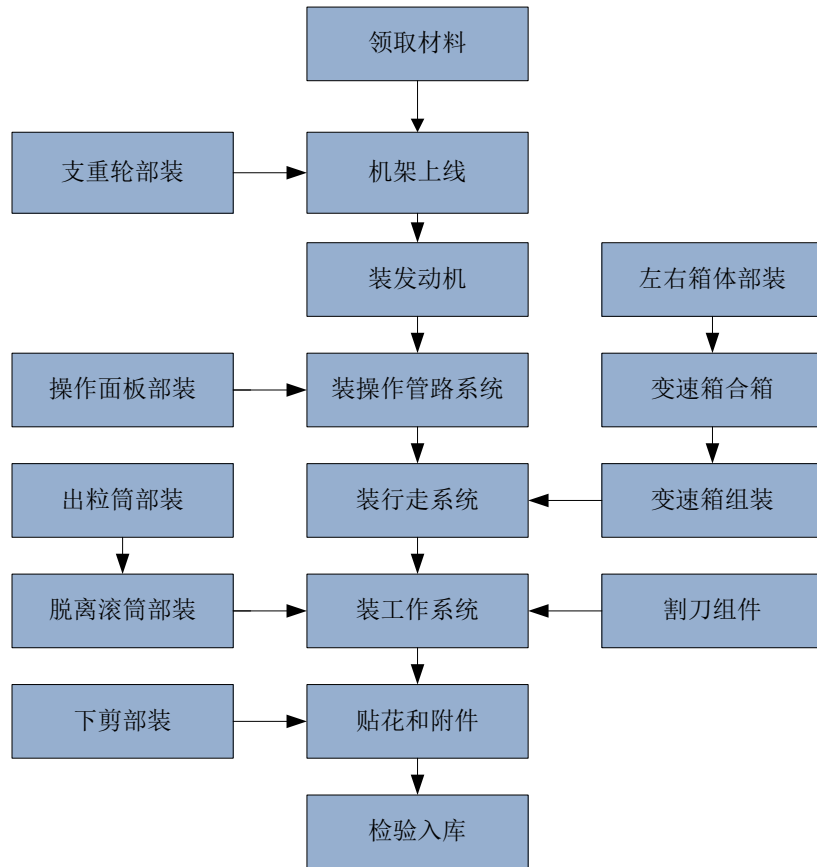 领取材料
支重轮部装
机架上线
装发动机
左右箱体部装
操作面板部装
装操作管路系统
变速箱合箱
出粒筒部装
装行走系统
变速箱组装
脱离滚筒部装
装工作系统
割刀组件
下剪部装
贴花和附件
检验入库